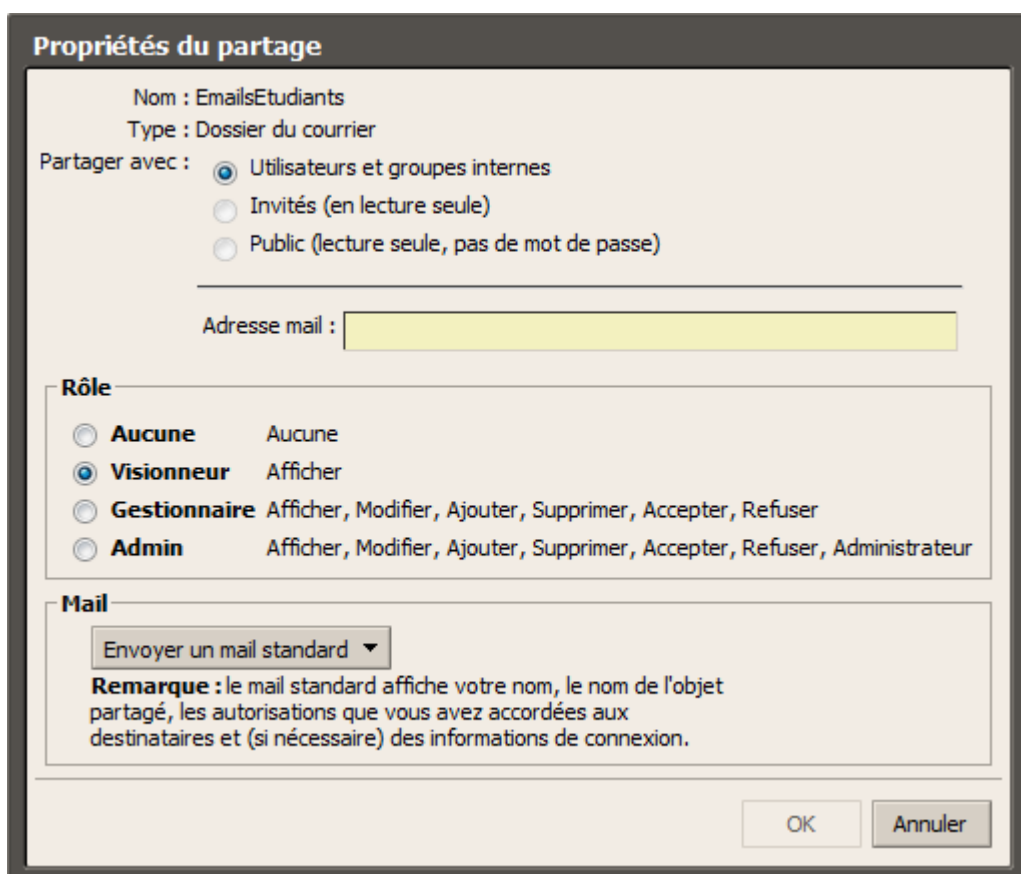 Propriétés du partage
Nom : EmailsEtudiants
Type : Dossier du courrier
Partager avec : Utilisateurs et groupes internes
Invités (en lecture seule)
Public (lecture seule, pas de mot de passe)
Adresse mail :
Rôle
Aucune Aucune
Visionneur Afficher
Gestionnaire Afficher, Modifier, Ajouter, Supprimer, Accepter, Refuser
Admin Afficher, Modifier, Ajouter, Supprimer, Accepter, Refuser, Administrateur
Mail
Envoyer un mail standard
Remarque : le mail standard affiche votre nom, le nom de l'objet
partagé, les autorisations que vous avez accordées aux
destinataires et (si nécessaire) des informations de connexion.
OK Annuler